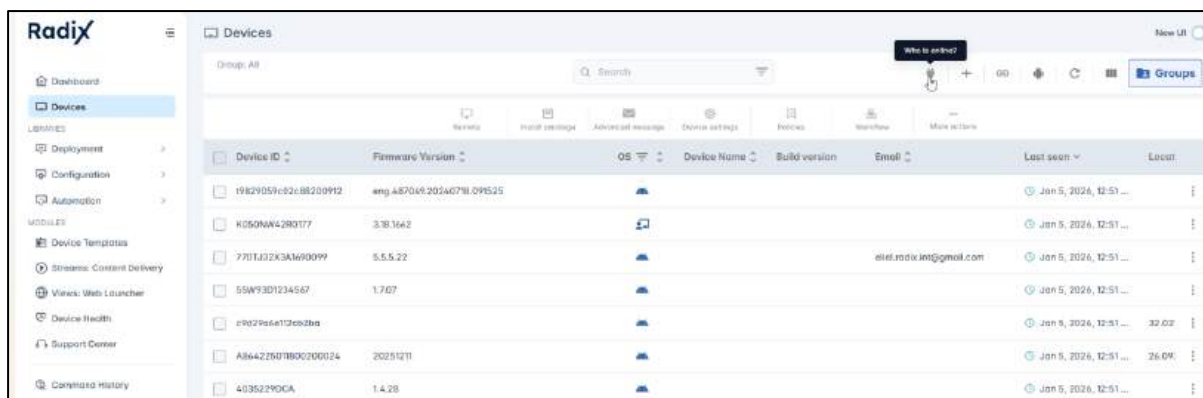 Radix
Devices
New UI
Who is online?
Group: All
Search
Groups
Dashboard
Devices
LIBRARIES
Deployment
Configuration
Automation
MODULES
Device Templates
Streams: Content Delivery
Views: Web Launcher
Device Health
Support Center
Command History
Remote
Install package
Advanced message
Device settings
Policies
Workflow
More actions
Device ID
Firmware Version
OS
Device Name
Build version
Email
Last seen
Locat
eng.487049.20240718.091525
Jan 5, 2026, 12:51 ...
K050NW42R0177
3.18.1662
Jan 5, 2026, 12:51 ...
770TJ32X3A1690099
5.5.5.22
eliel.radix.int@gmail.com
Jan 5, 2026, 12:51 ...
55W93D1234567
1.7.07
Jan 5, 2026, 12:51 ...
Jan 5, 2026, 12:51 ...
32.02
A864225011800200024
20251211
Jan 5, 2026, 12:51 ...
26.09.
4035229DCA
1.4.28
Jan 5, 2026, 12:51 ...